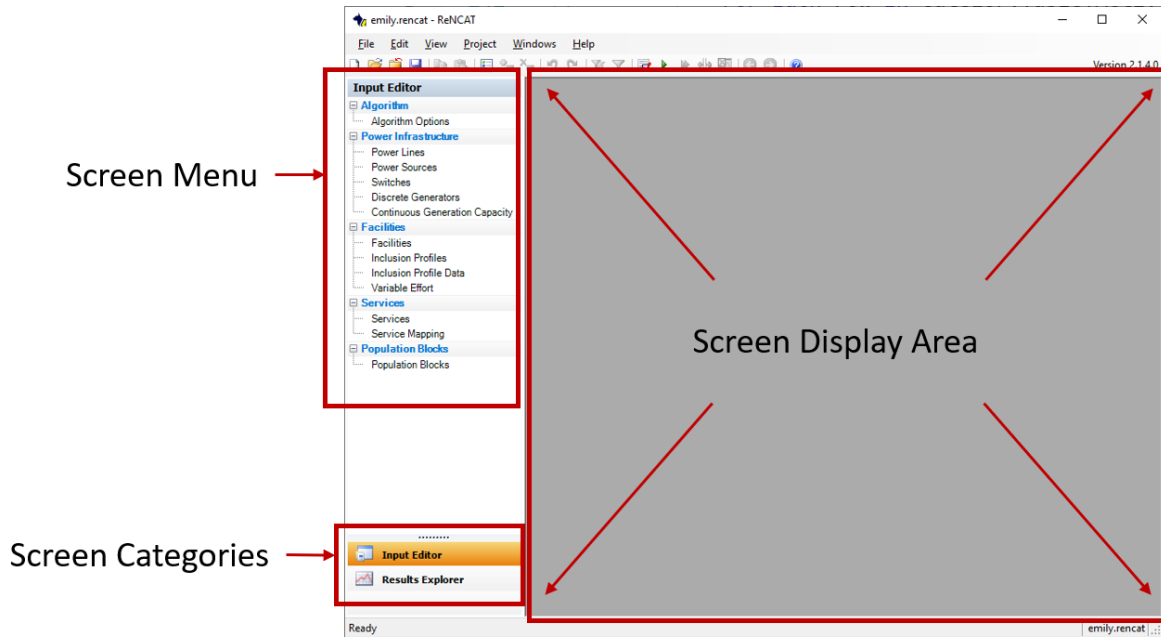 emily.rencat - ReNCAT
File Edit View Project Windows Help
Version 2.1.4.0
Input Editor
Algorithm
Algorithm Options
Power Infrastructure
Power Lines
Power Sources
Switches
Discrete Generators
Continuous Generation Capacity
Facilities
Facilities
Inclusion Profiles
Inclusion Profile Data
Variable Effort
Services
Services
Service Mapping
Population Blocks
Population Blocks
Screen Menu
Screen Display Area
Screen Categories
Input Editor
Results Explorer
Ready
emily.rencat